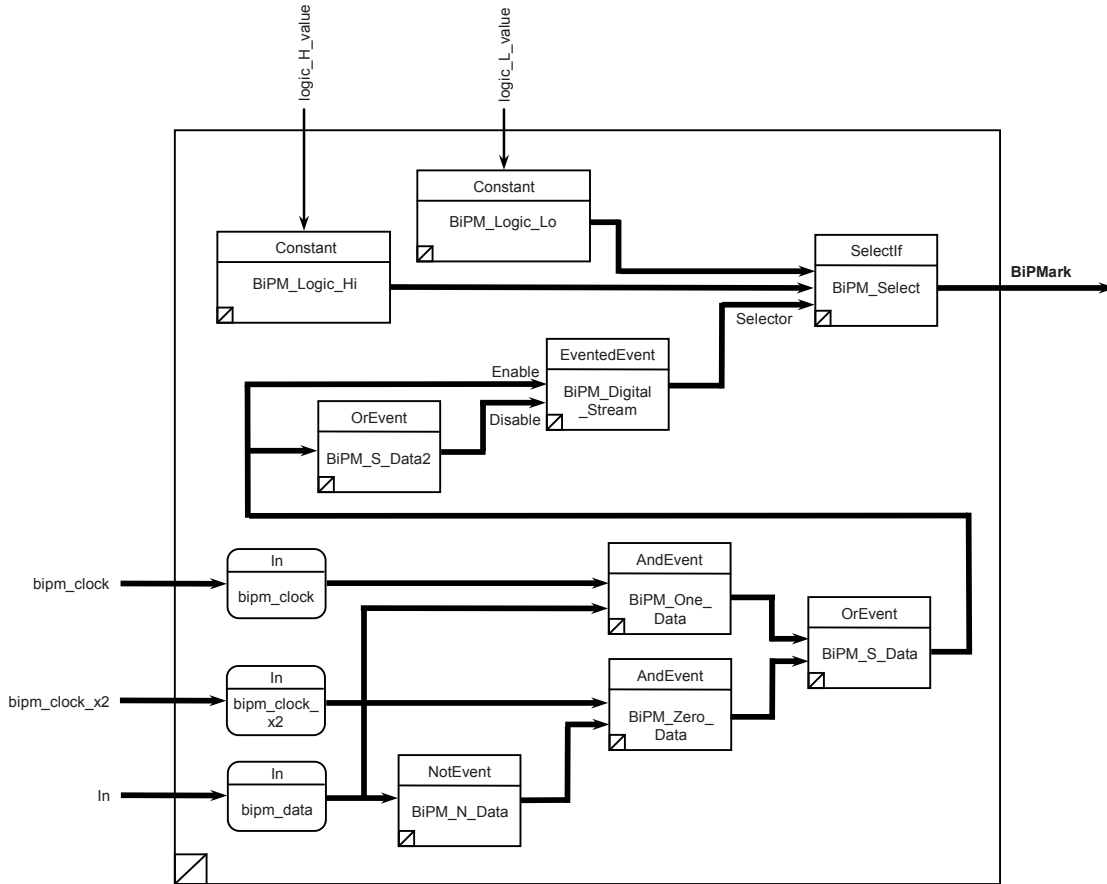 logic_H_value
logic_L_value
Constant
BiPM_Logic_Lo
Constant
BiPM_Logic_Hi
SelectIf
BiPM_Select
BiPMark
Selector
EventedEvent
BiPM_Digital
_Stream
Enable
Disable
OrEvent
BiPM_S_Data2
bipm_clock
In
bipm_clock
AndEvent
BiPM_One_
Data
OrEvent
BiPM_S_Data
bipm_clock_x2
In
bipm_clock_
x2
AndEvent
BiPM_Zero_
Data
In
In
bipm_data
NotEvent
BiPM_N_Data